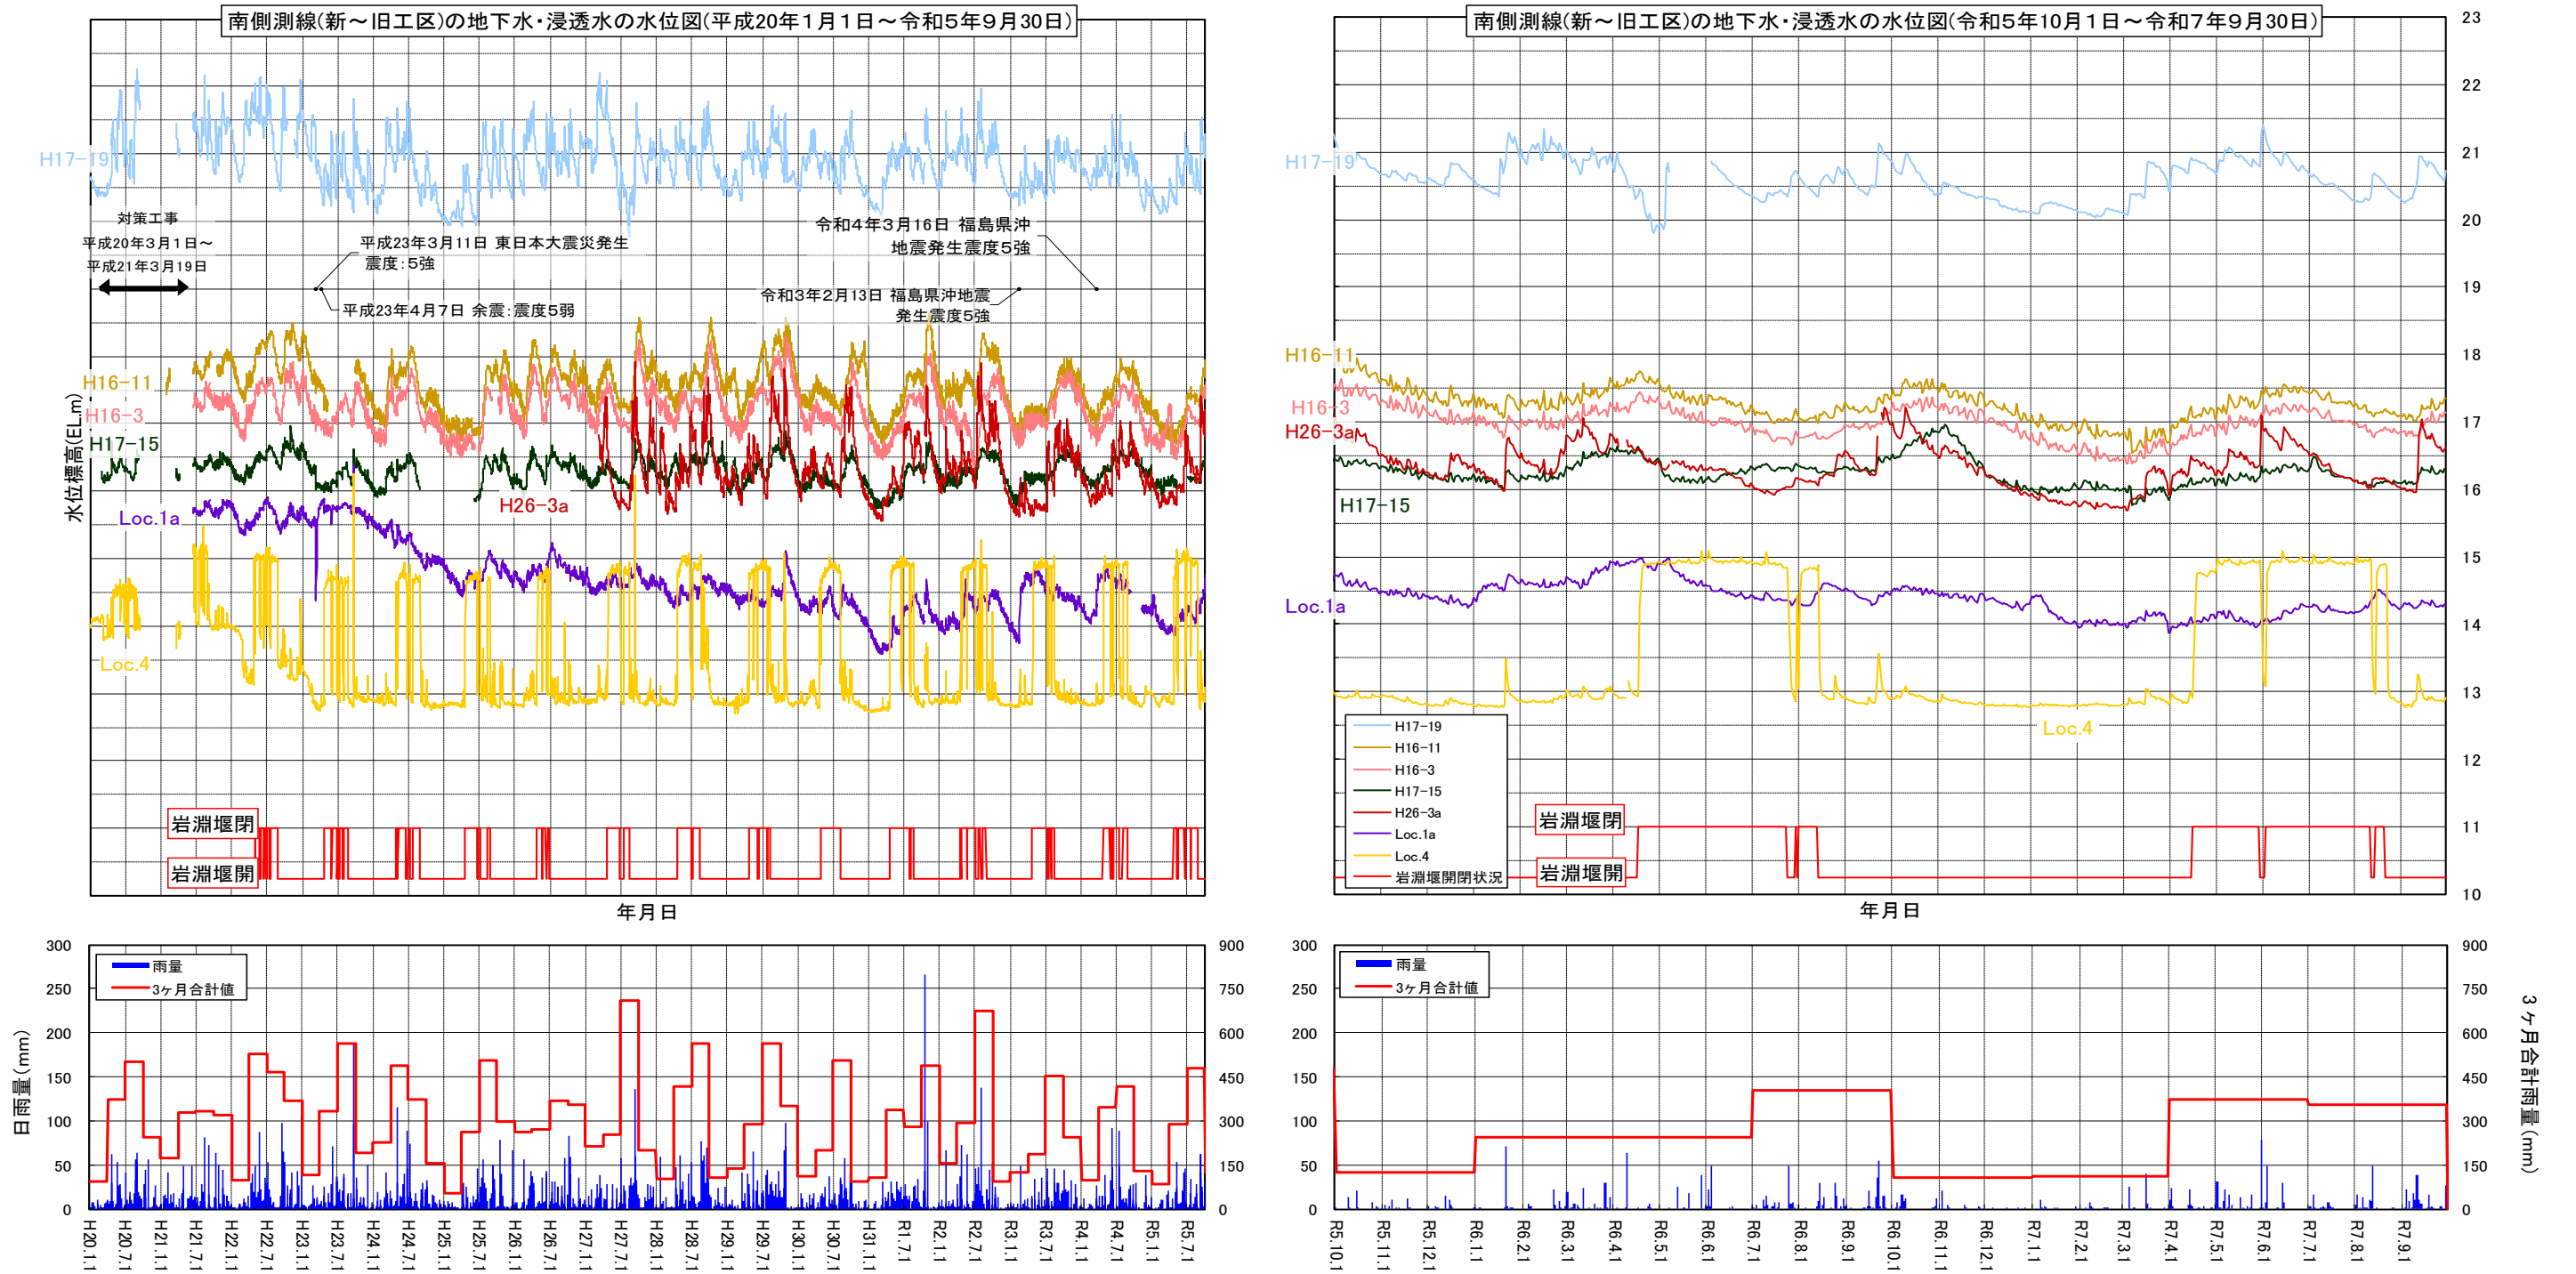 南側測線(新～旧工区)の地下水・浸透水の水位図(平成20年1月1日～令和5年9月30日)
H17-19
対策工事
平成20年3月1日～
平成21年3月19日
平成23年3月11日 東日本大震災発生
震度:5強
平成23年4月7日 余震:震度5弱
令和4年3月16日 福島県沖
地震発生震度5強
令和3年2月13日 福島県沖地震
発生震度5強
H16-11
H16-3
H17-15
水位標高(EL.m)
H26-3a
Loc.1a
Loc.4
岩淵堰閉
岩淵堰開
年月日
南側測線(新～旧工区)の地下水・浸透水の水位図(令和5年10月1日～令和7年9月30日)
23
22
21
20
19
18
17
16
15
14
13
12
11
10
H17-19
H16-11
H16-3
H26-3a
H17-15
Loc.1a
Loc.4
H17-19
H16-11
H16-3
H17-15
H26-3a
Loc.1a
Loc.4
岩淵堰開閉状況
岩淵堰閉
岩淵堰開
年月日
300
250
200
150
100
50
0
日雨量(mm)
雨量
3ヶ月合計値
900
750
600
450
300
150
0
H20.1.1
H20.7.1
H21.1.1
H21.7.1
H22.1.1
H22.7.1
H23.1.1
H23.7.1
H24.1.1
H24.7.1
H25.1.1
H25.7.1
H26.1.1
H26.7.1
H27.1.1
H27.7.1
H28.1.1
H28.7.1
H29.1.1
H29.7.1
H30.1.1
H30.7.1
H31.1.1
R1.7.1
R2.1.1
R2.7.1
R3.1.1
R3.7.1
R4.1.1
R4.7.1
R5.1.1
R5.7.1
300
250
200
150
100
50
0
雨量
3ヶ月合計値
900
750
600
450
300
150
0
3ヶ月合計雨量(mm)
R5.10.1
R5.11.1
R5.12.1
R6.1.1
R6.2.1
R6.3.1
R6.4.1
R6.5.1
R6.6.1
R6.7.1
R6.8.1
R6.9.1
R6.10.1
R6.11.1
R6.12.1
R7.1.1
R7.2.1
R7.3.1
R7.4.1
R7.5.1
R7.6.1
R7.7.1
R7.8.1
R7.9.1